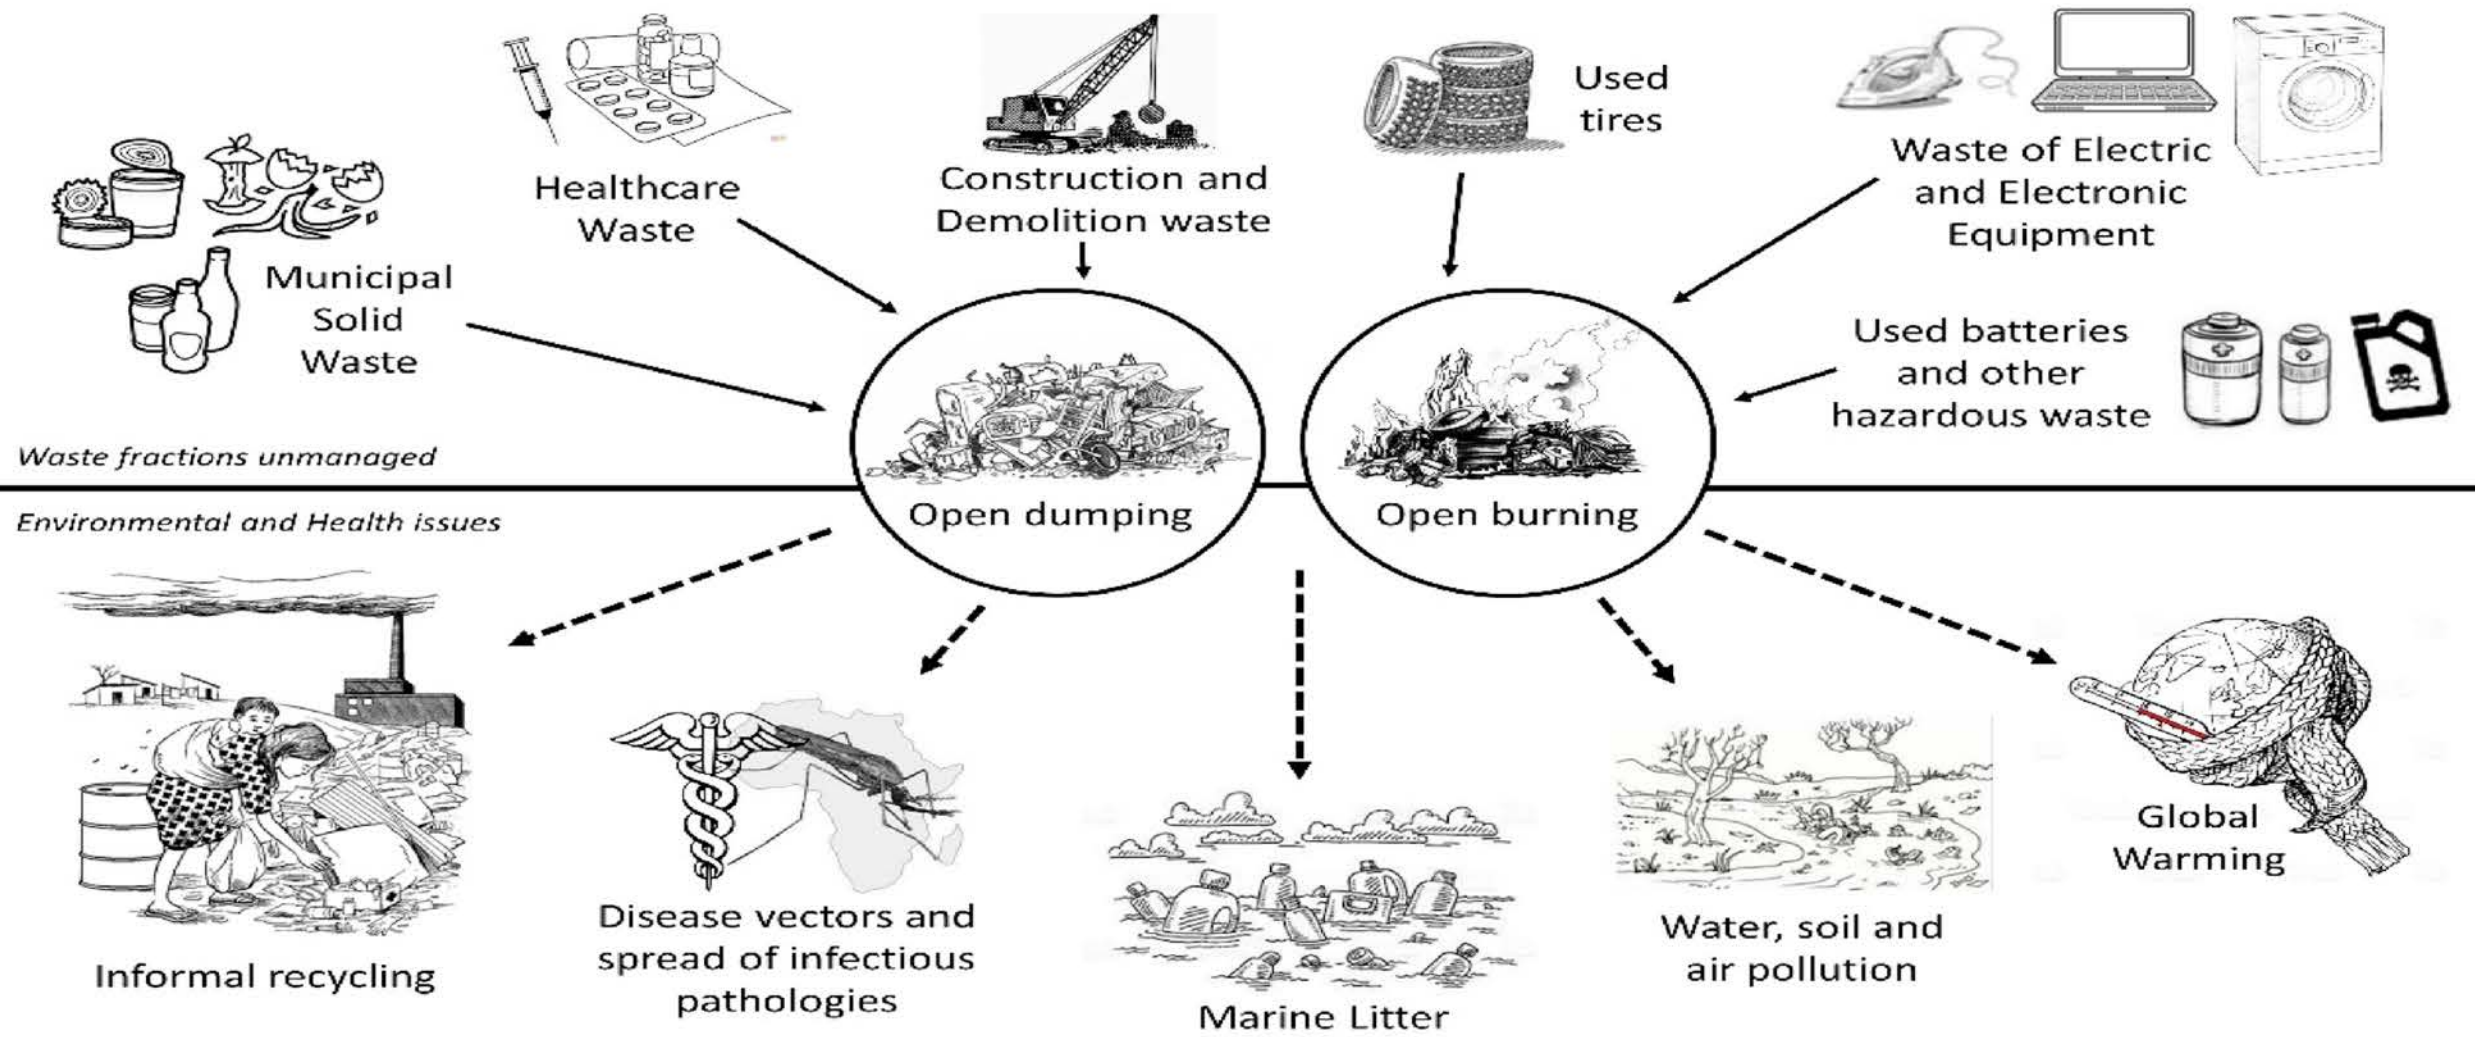 Healthcare
Waste
Construction and
Demolition waste
Used
tires
Waste of Electric
and Electronic
Equipment
Municipal
Solid
Waste
Used batteries
and other
hazardous waste
Waste fractions unmanaged
Open dumping
Open burning
Environmental and Health issues
Informal recycling
Disease vectors and
spread of infectious
pathologies
Marine Litter
Water, soil and
air pollution
Global
Warming